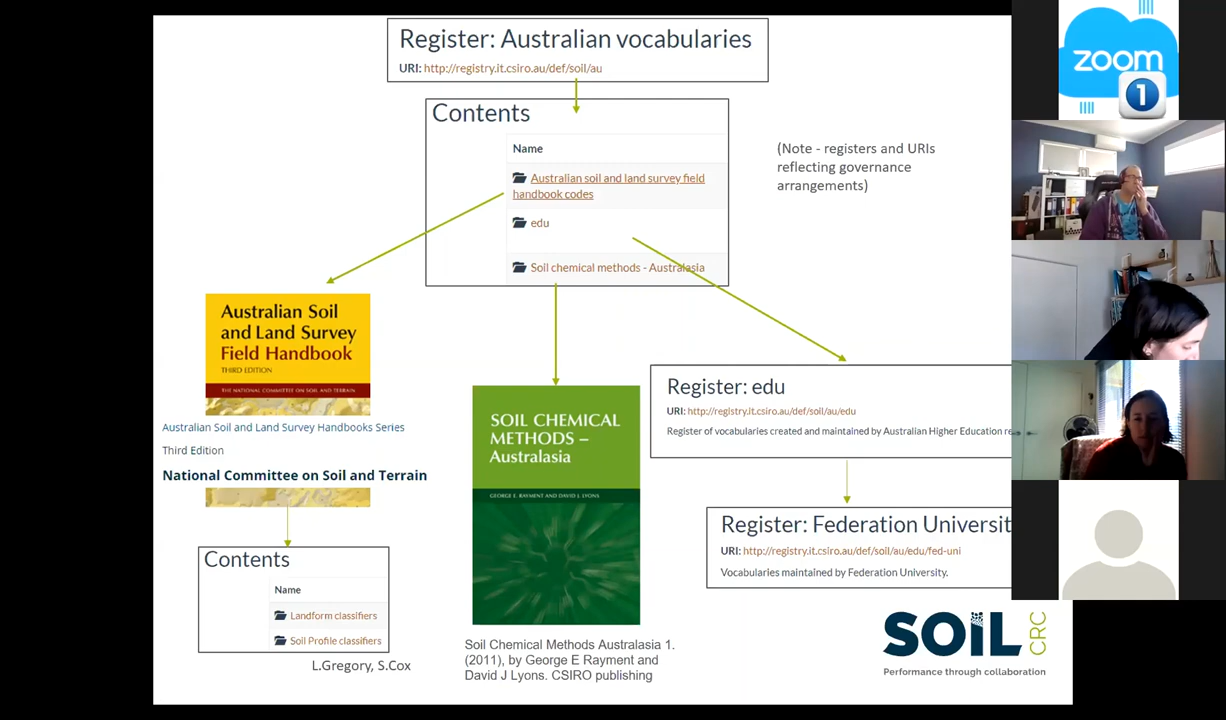 Register: Australian vocabularies
URI: http://registry.it.csiro.au/def/soil/au
Contents
Name
Australian soil and land survey field
handbook codes
edu
Soil chemical methods - Australasia
(Note - registers and URIs
reflecting governance
arrangements)
Australian Soil
and Land Survey
Field Handbook
THIRD EDITION
THE NATIONAL COMMITTEE ON SOIL AND TERRAIN
Australian Soil and Land Survey Handbooks Series
Third Edition
National Committee on Soil and Terrain
Contents
Name
Landform classifiers
Soil Profile classifiers
L.Gregory, S.Cox
SOIL CHEMICAL
METHODS –
Australasia
GEORGE E. RAYMENT AND DAVID J. LYONS
Soil Chemical Methods Australasia 1.
(2011), by George E Rayment and
David J Lyons. CSIRO publishing
Register: edu
URI: http://registry.it.csiro.au/def/soil/au/edu
Register of vocabularies created and maintained by Australian Higher Education re
Register: Federation Universit
URI: http://registry.it.csiro.au/def/soil/au/edu/fed-uni
Vocabularies maintained by Federation University.
SOIL CRC
Performance through collaboration
zoom
1